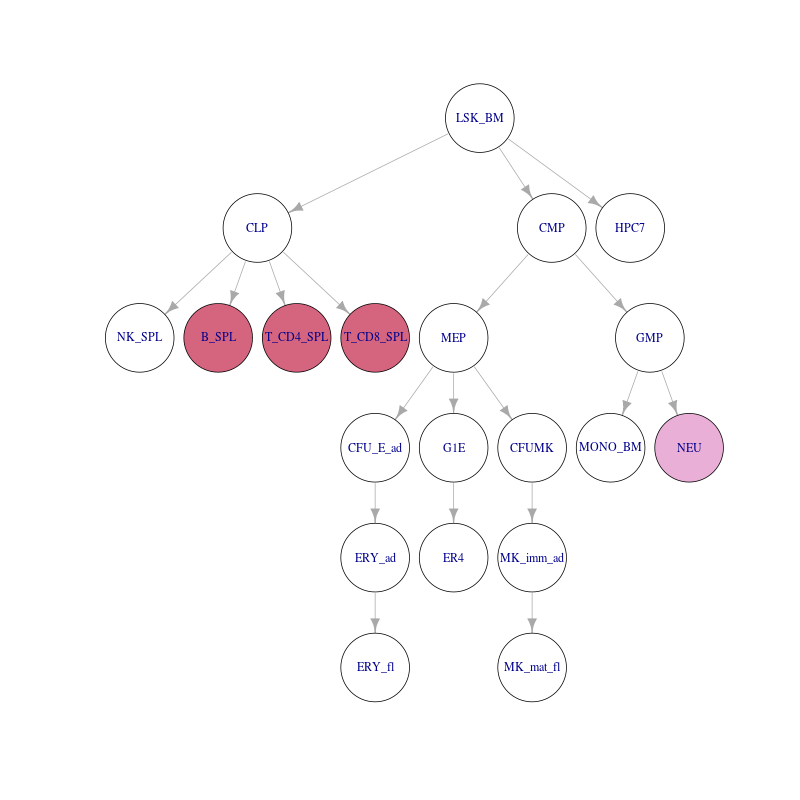 LSK_BM
CLP
CMP
HPC7
NK_SPL
B_SPL
T_CD4_SPL
T_CD8_SPL
MEP
GMP
CFU_E_ad
G1E
CFUMK
MONO_BM
NEU
ERY_ad
ER4
MK_imm_ad
ERY_fl
MK_mat_fl